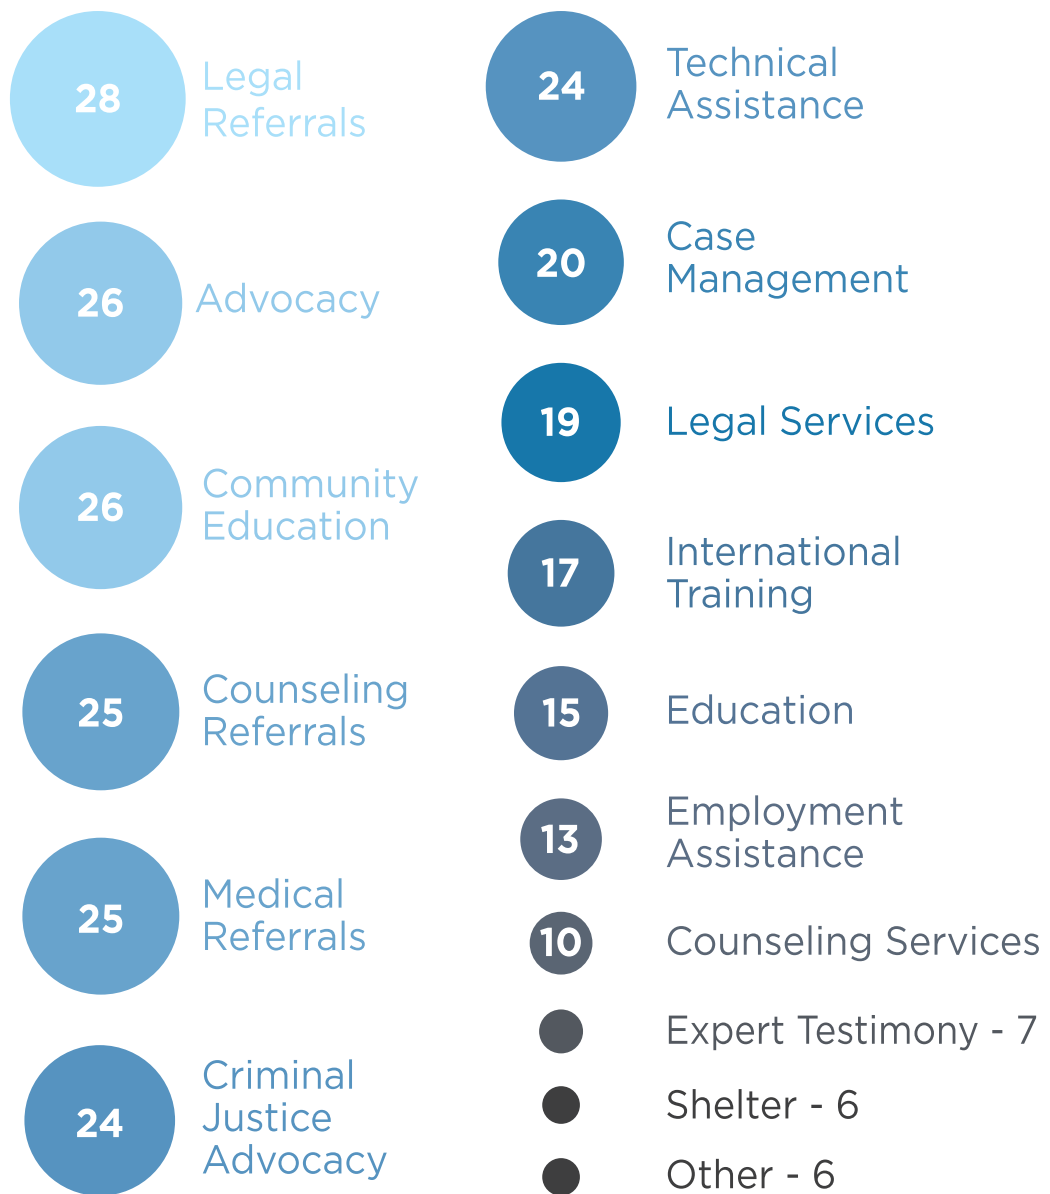 28
Legal
Referrals
26
Advocacy
26
Community
Education
25
Counseling
Referrals
25
Medical
Referrals
24
Criminal
Justice
Advocacy
24
Technical
Assistance
20
Case
Management
19
Legal Services
17
International
Training
15
Education
13
Employment
Assistance
10
Counseling Services
Expert Testimony - 7
Shelter - 6
Other - 6